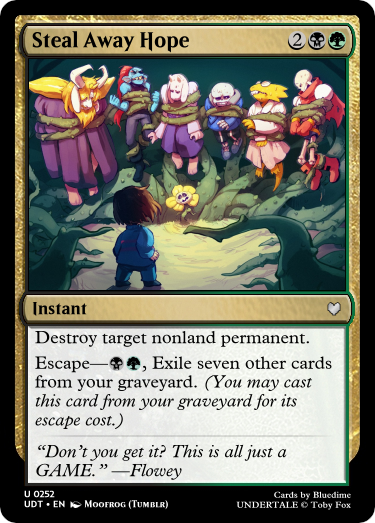 Steal Away Hope 2
Instant
Destroy target nonland permanent.
Escape—, Exile seven other cards
from your graveyard. (You may cast
this card from your graveyard for its
escape cost.)
“Don’t you get it? This is all just a
GAME.” —Flowey
U 0252
UDT • EN Moofrog (Tumblr)
Cards by Bluedime
UNDERTALE © Toby Fox